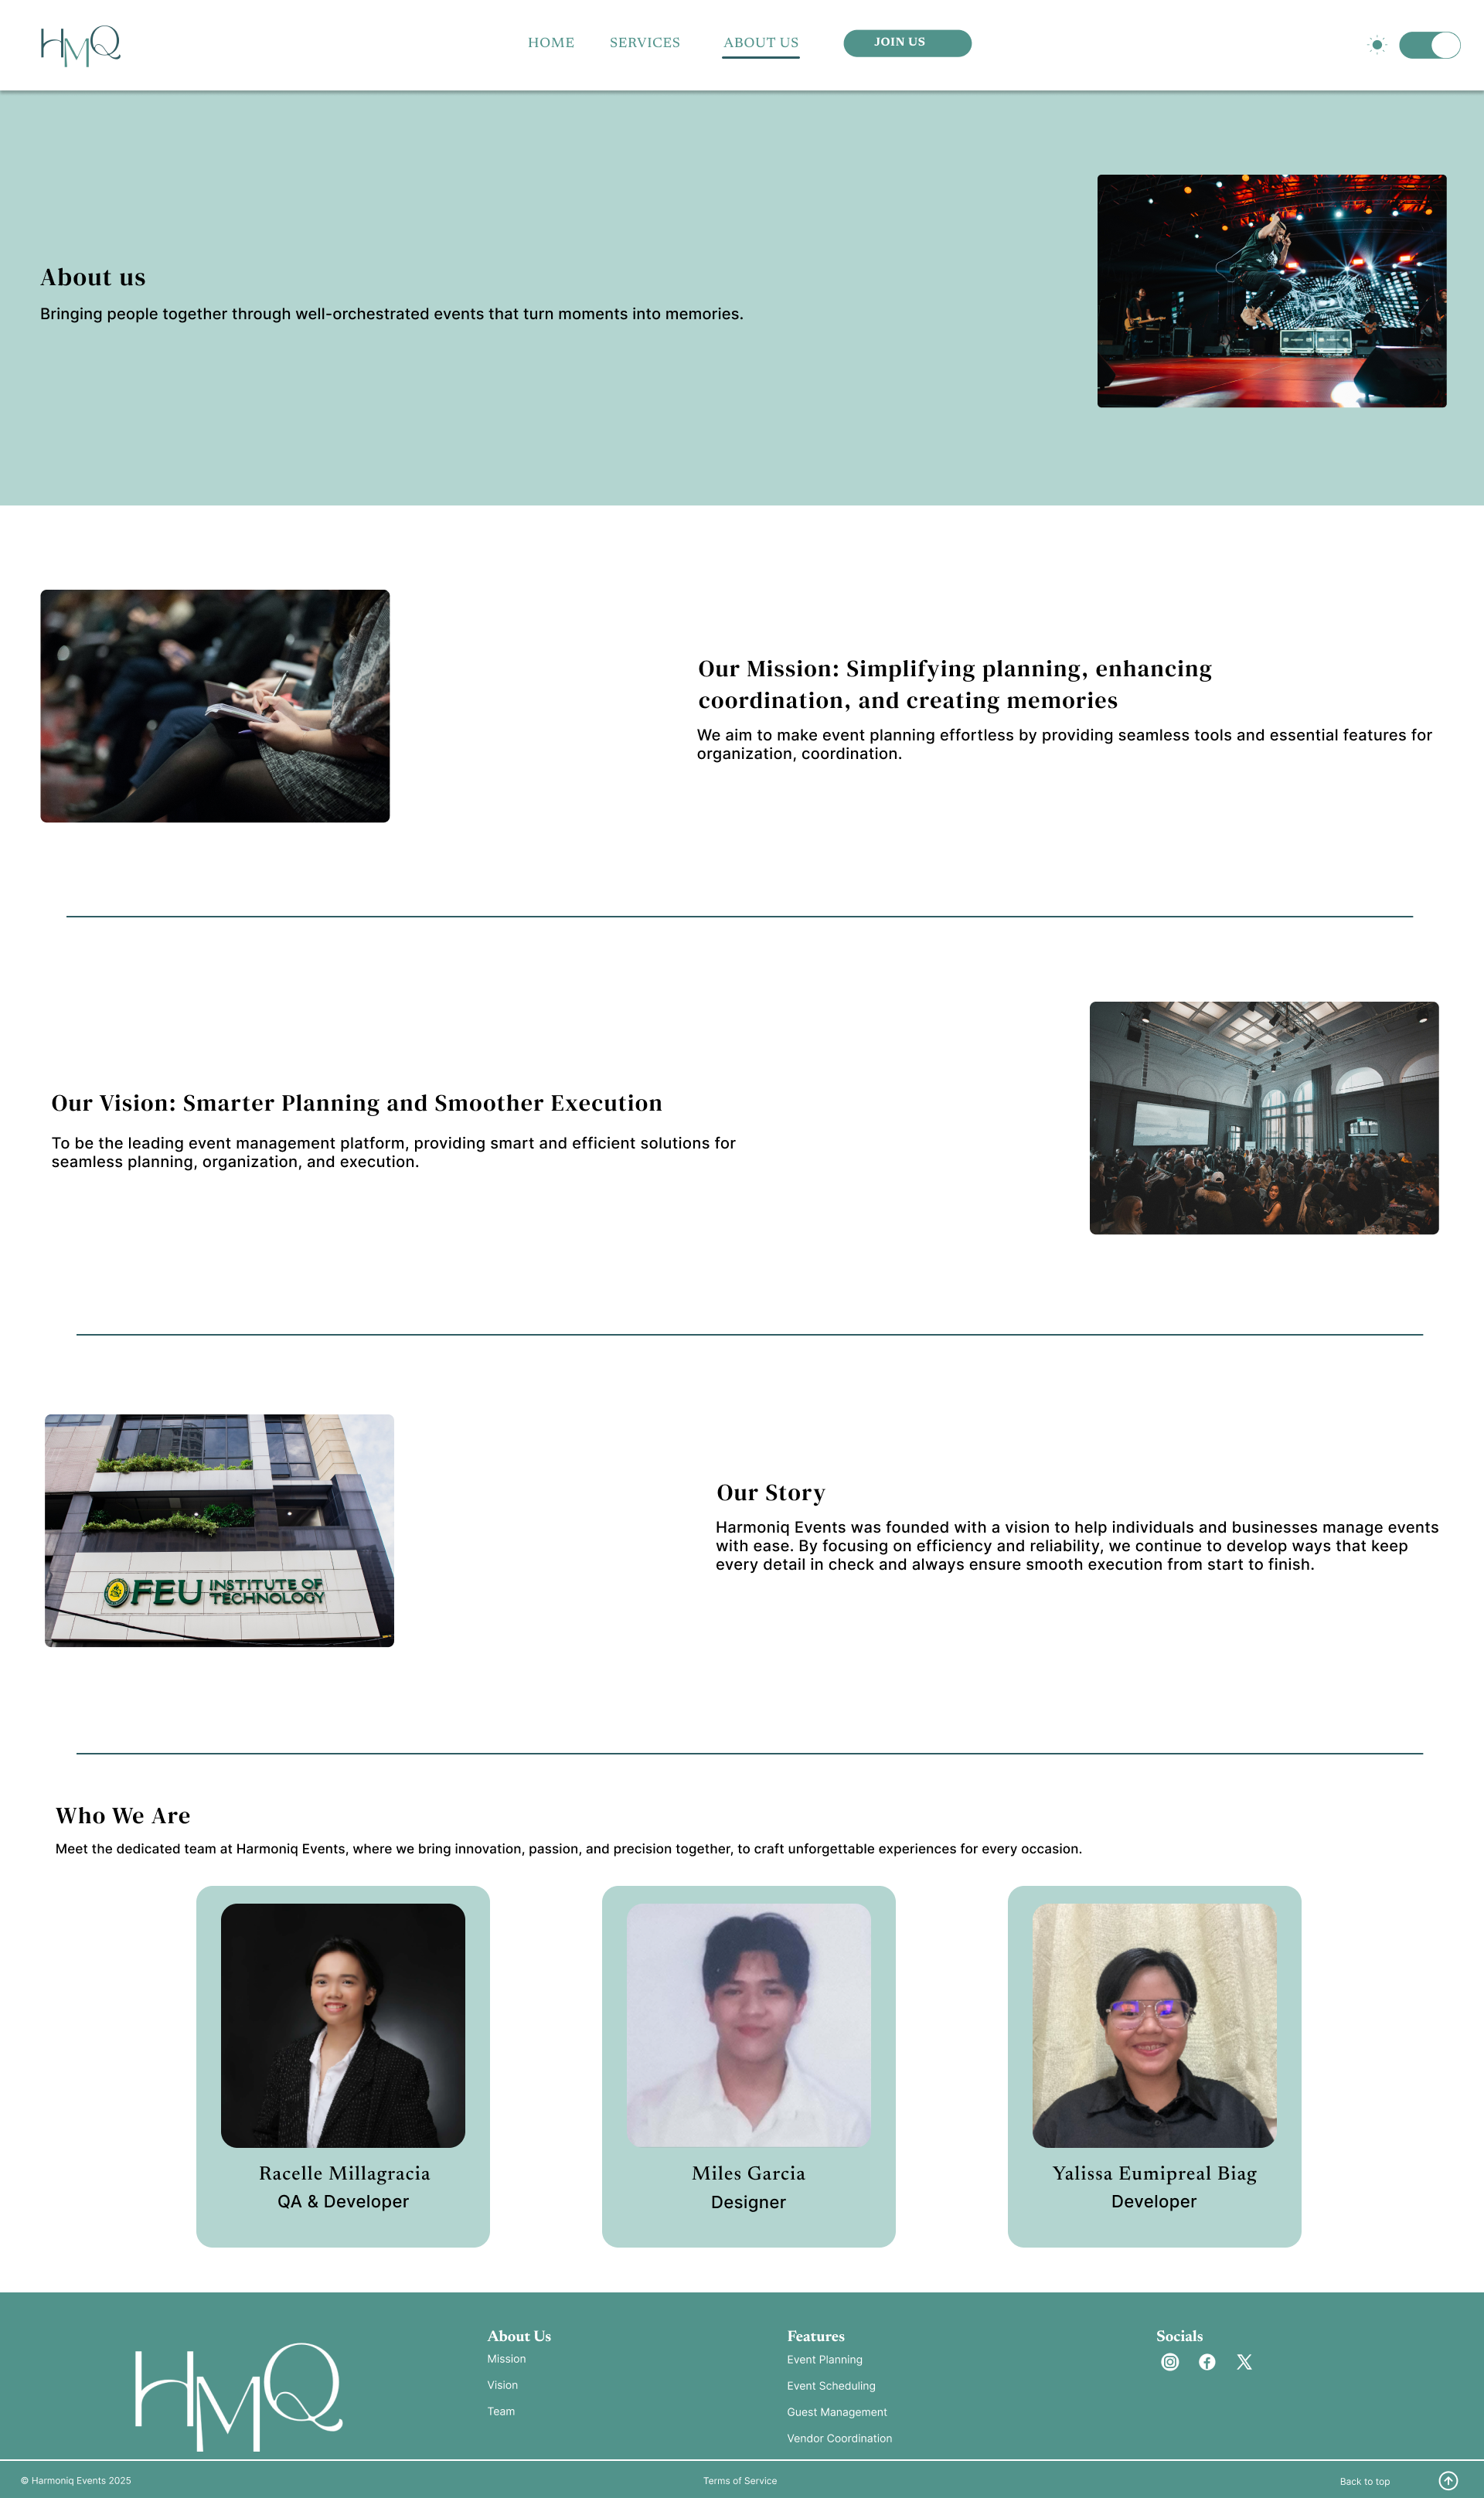 HMQ
HOME SERVICES ABOUT US JOIN US
About us
Bringing people together through well-orchestrated events that turn moments into memories.
Our Mission: Simplifying planning, enhancing
coordination, and creating memories
We aim to make event planning effortless by providing seamless tools and essential features for
organization, coordination.
Our Vision: Smarter Planning and Smoother Execution
To be the leading event management platform, providing smart and efficient solutions for
seamless planning, organization, and execution.
FEU INSTITUTE OF
TECHNOLOGY
Our Story
Harmoniq Events was founded with a vision to help individuals and businesses manage events
with ease. By focusing on efficiency and reliability, we continue to develop ways that keep
every detail in check and always ensure smooth execution from start to finish.
Who We Are
Meet the dedicated team at Harmoniq Events, where we bring innovation, passion, and precision together, to craft unforgettable experiences for every occasion.
Racelle Millagracia
QA & Developer
Miles Garcia
Designer
Yalissa Eumipreal Biag
Developer
HMQ
About Us
Mission
Vision
Team
Features
Event Planning
Event Scheduling
Guest Management
Vendor Coordination
Socials
© Harmoniq Events 2025
Terms of Service
Back to top